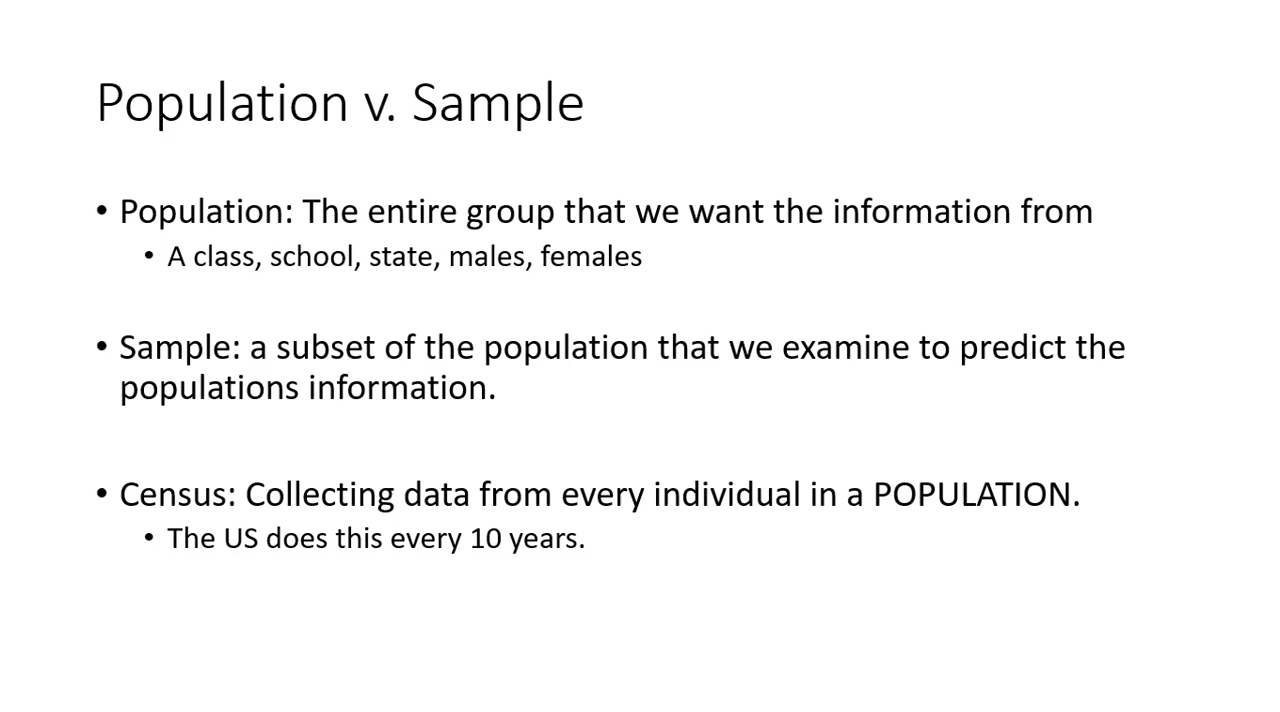 Population v. Sample
• Population: The entire group that we want the information from
• A class, school, state, males, females
• Sample: a subset of the population that we examine to predict the
populations information.
• Census: Collecting data from every individual in a POPULATION.
• The US does this every 10 years.